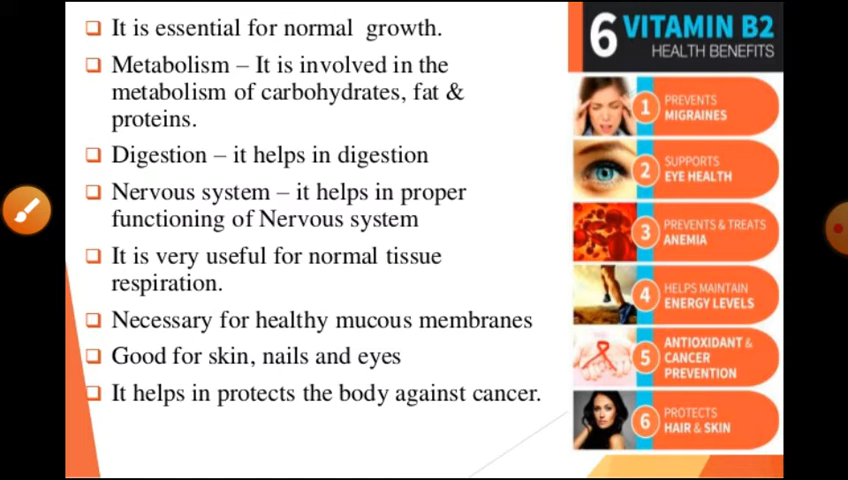 It is essential for normal growth.
Metabolism – It is involved in the
metabolism of carbohydrates, fat &
proteins.
Digestion – it helps in digestion
Nervous system – it helps in proper
functioning of Nervous system
It is very useful for normal tissue
respiration.
Necessary for healthy mucous membranes
Good for skin, nails and eyes
It helps in protects the body against cancer.
6 VITAMIN B2
HEALTH BENEFITS
1 PREVENTS
MIGRAINES
2 SUPPORTS
EYE HEALTH
3 PREVENTS & TREATS
ANEMIA
4 HELPS MAINTAIN
ENERGY LEVELS
5 ANTIOXIDANT &
CANCER
PREVENTION
6 PROTECTS
HAIR & SKIN